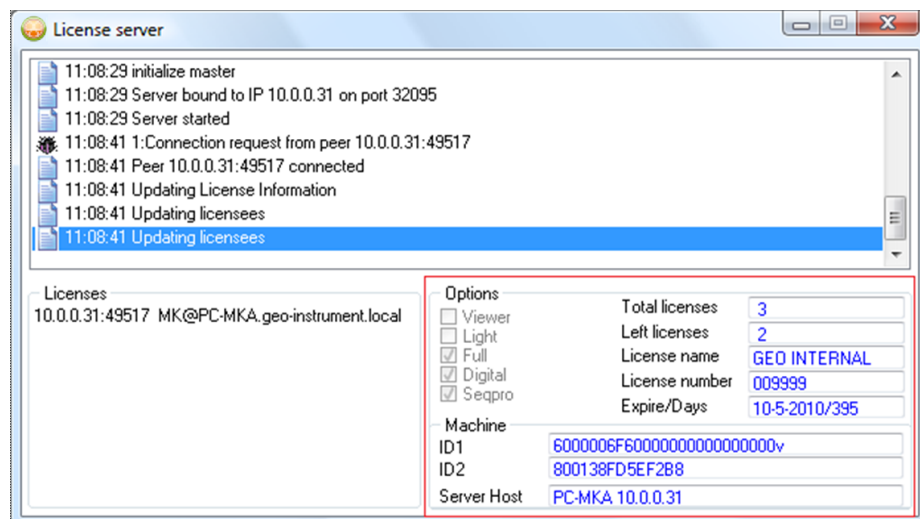 License server
11:08:29 initialize master
11:08:29 Server bound to IP 10.0.0.31 on port 32095
11:08:29 Server started
11:08:41 1:Connection request from peer 10.0.0.31:49517
11:08:41 Peer 10.0.0.31:49517 connected
11:08:41 Updating License Information
11:08:41 Updating licensees
11:08:41 Updating licensees
Licenses
10.0.0.31:49517 MK@PC-MKA.geo-instrument.local
Options
Viewer
Light
Full
Digital
Seqpro
Total licenses 3
Left licenses 2
License name GEO INTERNAL
License number 009999
Expire/Days 10-5-2010/395
Machine
ID1 6000006F60000000000000000v
ID2 800138FD5EF2B8
Server Host PC-MKA 10.0.0.31